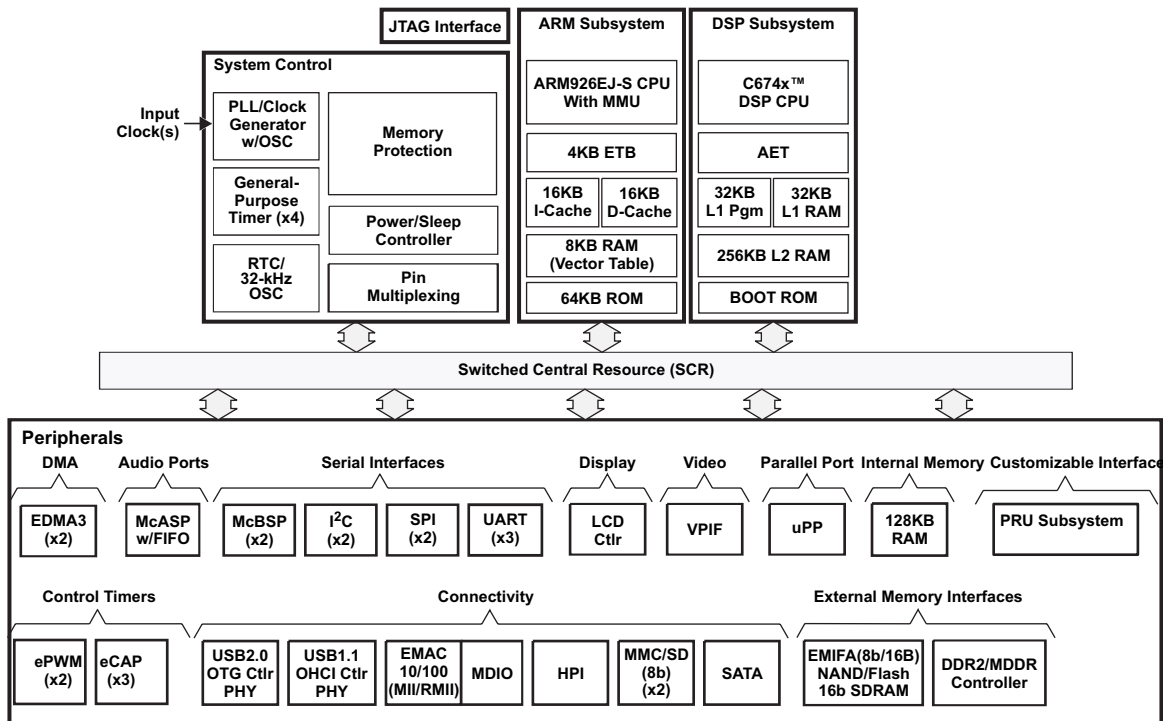 JTAG Interface
System Control
Input
Clock(s)
PLL/Clock
Generator
w/OSC
General-
Purpose
Timer (x4)
RTC/
32-kHz
OSC
Memory
Protection
Power/Sleep
Controller
Pin
Multiplexing
ARM Subsystem
ARM926EJ-S CPU
With MMU
4KB ETB
16KB
I-Cache
16KB
D-Cache
8KB RAM
(Vector Table)
64KB ROM
DSP Subsystem
C674x™
DSP CPU
AET
32KB
L1 Pgm
32KB
L1 RAM
256KB L2 RAM
BOOT ROM
Switched Central Resource (SCR)
Peripherals
DMA
EDMA3
(x2)
Audio Ports
McASP
w/FIFO
Serial Interfaces
McBSP
(x2)
I²C
(x2)
SPI
(x2)
UART
(x3)
Display
LCD
Ctlr
Video
VPIF
Parallel Port
uPP
Internal Memory
128KB
RAM
Customizable Interface
PRU Subsystem
Control Timers
ePWM
(x2)
eCAP
(x3)
Connectivity
USB2.0
OTG Ctlr
PHY
USB1.1
OHCI Ctlr
PHY
EMAC
10/100
(MII/RMII)
MDIO
HPI
MMC/SD
(8b)
(x2)
SATA
External Memory Interfaces
EMIFA(8b/16B)
NAND/Flash
16b SDRAM
DDR2/MDDR
Controller